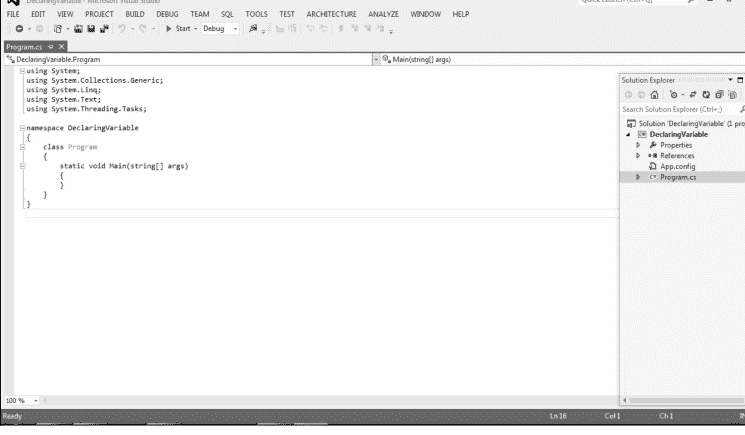 DeclaringVariable - Microsoft Visual Studio
Quick Launch (Ctrl+Q)
FILE EDIT VIEW PROJECT BUILD DEBUG TEAM SQL TOOLS TEST ARCHITECTURE ANALYZE WINDOW HELP
Start Debug
Program.cs
DeclaringVariable.Program
Main(string[] args)
using System;
using System.Collections.Generic;
using System.Linq;
using System.Text;
using System.Threading.Tasks;
namespace DeclaringVariable
{
class Program
{
static void Main(string[] args)
{
}
}
}
Solution Explorer
Search Solution Explorer (Ctrl+;)
Solution 'DeclaringVariable' (1 pro
DeclaringVariable
Properties
References
App.config
Program.cs
100 %
Ready
Ln 16 Col 1 Ch 1